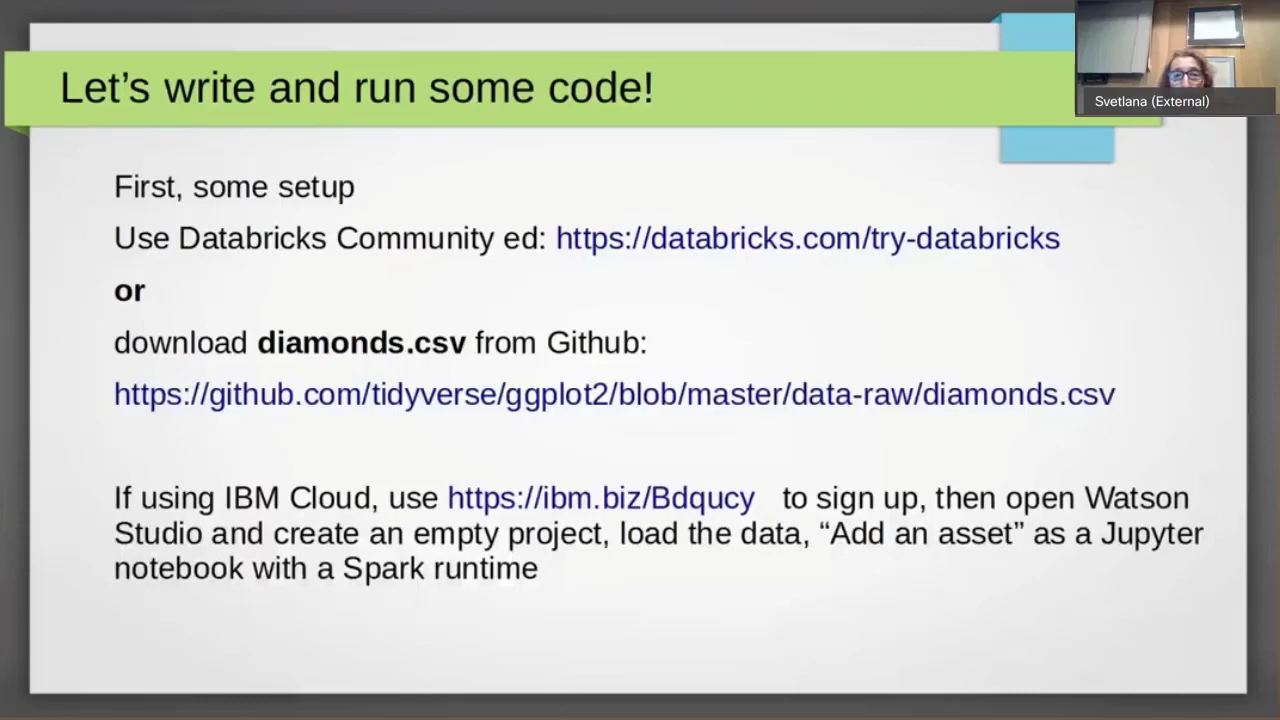 Let’s write and run some code!
Svetlana (External)
First, some setup
Use Databricks Community ed: https://databricks.com/try-databricks
or
download diamonds.csv from Github:
https://github.com/tidyverse/ggplot2/blob/master/data-raw/diamonds.csv
If using IBM Cloud, use https://ibm.biz/Bdqucy to sign up, then open Watson
Studio and create an empty project, load the data, “Add an asset” as a Jupyter
notebook with a Spark runtime